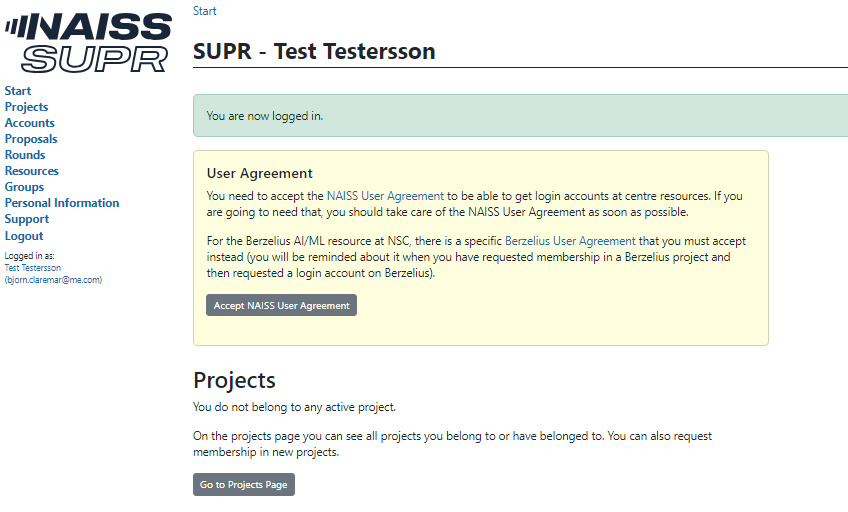 NAISS
SUPR
Start
Projects
Accounts
Proposals
Rounds
Resources
Groups
Personal Information
Support
Logout
Logged in as:
Test Testersson
(bjorn.claremar@me.com)
Start
SUPR - Test Testersson
You are now logged in.
User Agreement
You need to accept the NAISS User Agreement to be able to get login accounts at centre resources. If you
are going to need that, you should take care of the NAISS User Agreement as soon as possible.
For the Berzelius AI/ML resource at NSC, there is a specific Berzelius User Agreement that you must accept
instead (you will be reminded about it when you have requested membership in a Berzelius project and
then requested a login account on Berzelius).
Accept NAISS User Agreement
Projects
You do not belong to any active project.
On the projects page you can see all projects you belong to or have belonged to. You can also request
membership in new projects.
Go to Projects Page